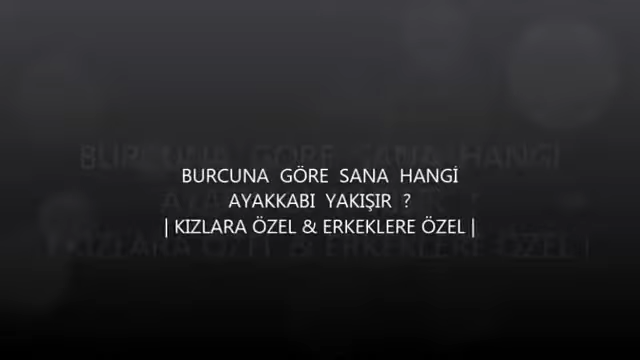 BURCUNA GÖRE SANA HANGİ
AYAKKABI YAKIŞIR ?
| KIZLARA ÖZEL & ERKEKLERE ÖZEL |